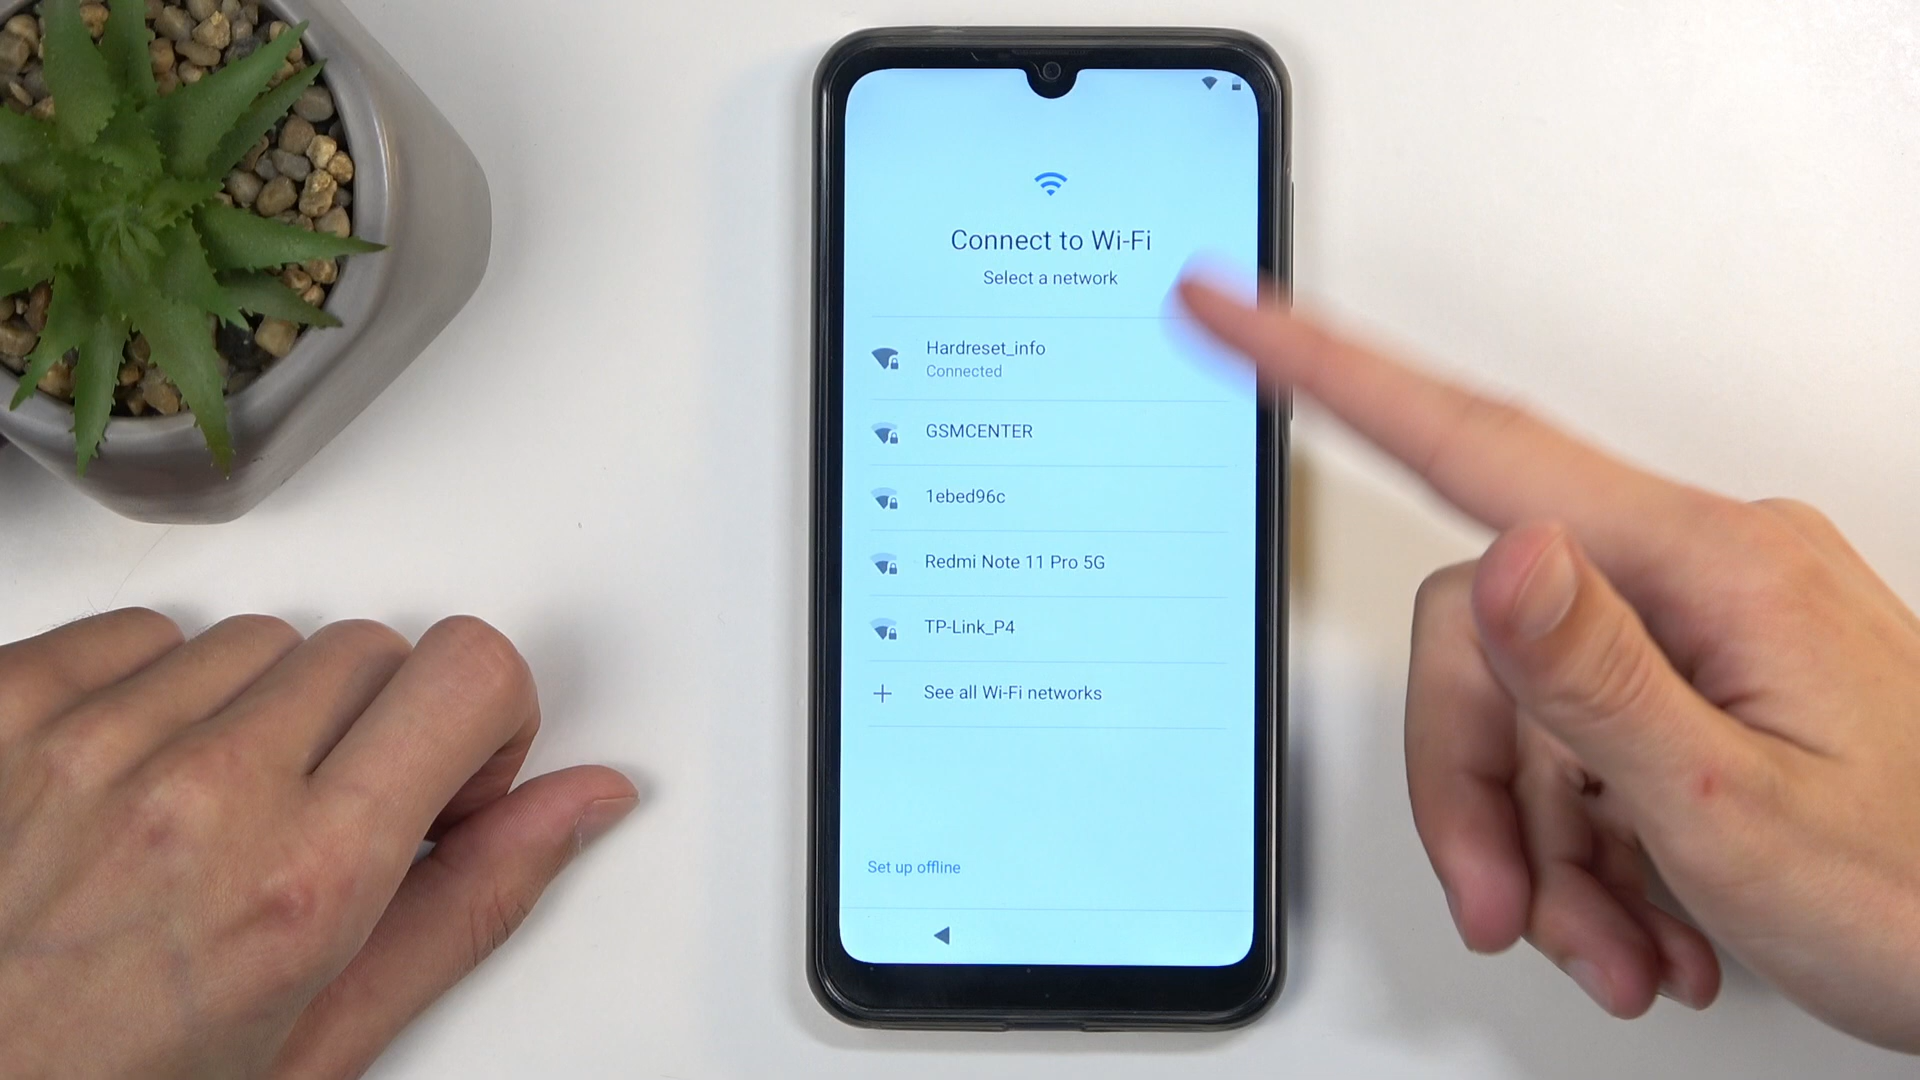 Connect to Wi-Fi
Select a network
Hardreset_info
Connected
GSMCENTER
1ebed96c
Redmi Note 11 Pro 5G
TP-Link_P4
See all Wi-Fi networks
Set up offline